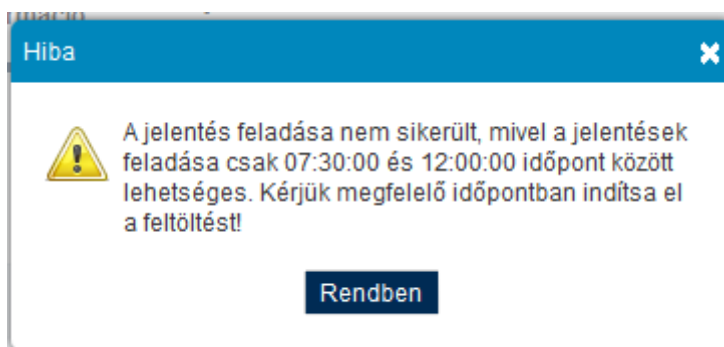 Hiba
A jelentés feladása nem sikerült, mivel a jelentések
feladása csak 07:30:00 és 12:00:00 időpont között
lehetséges. Kérjük megfelelő időpontban indítsa el
a feltöltést!
Rendben